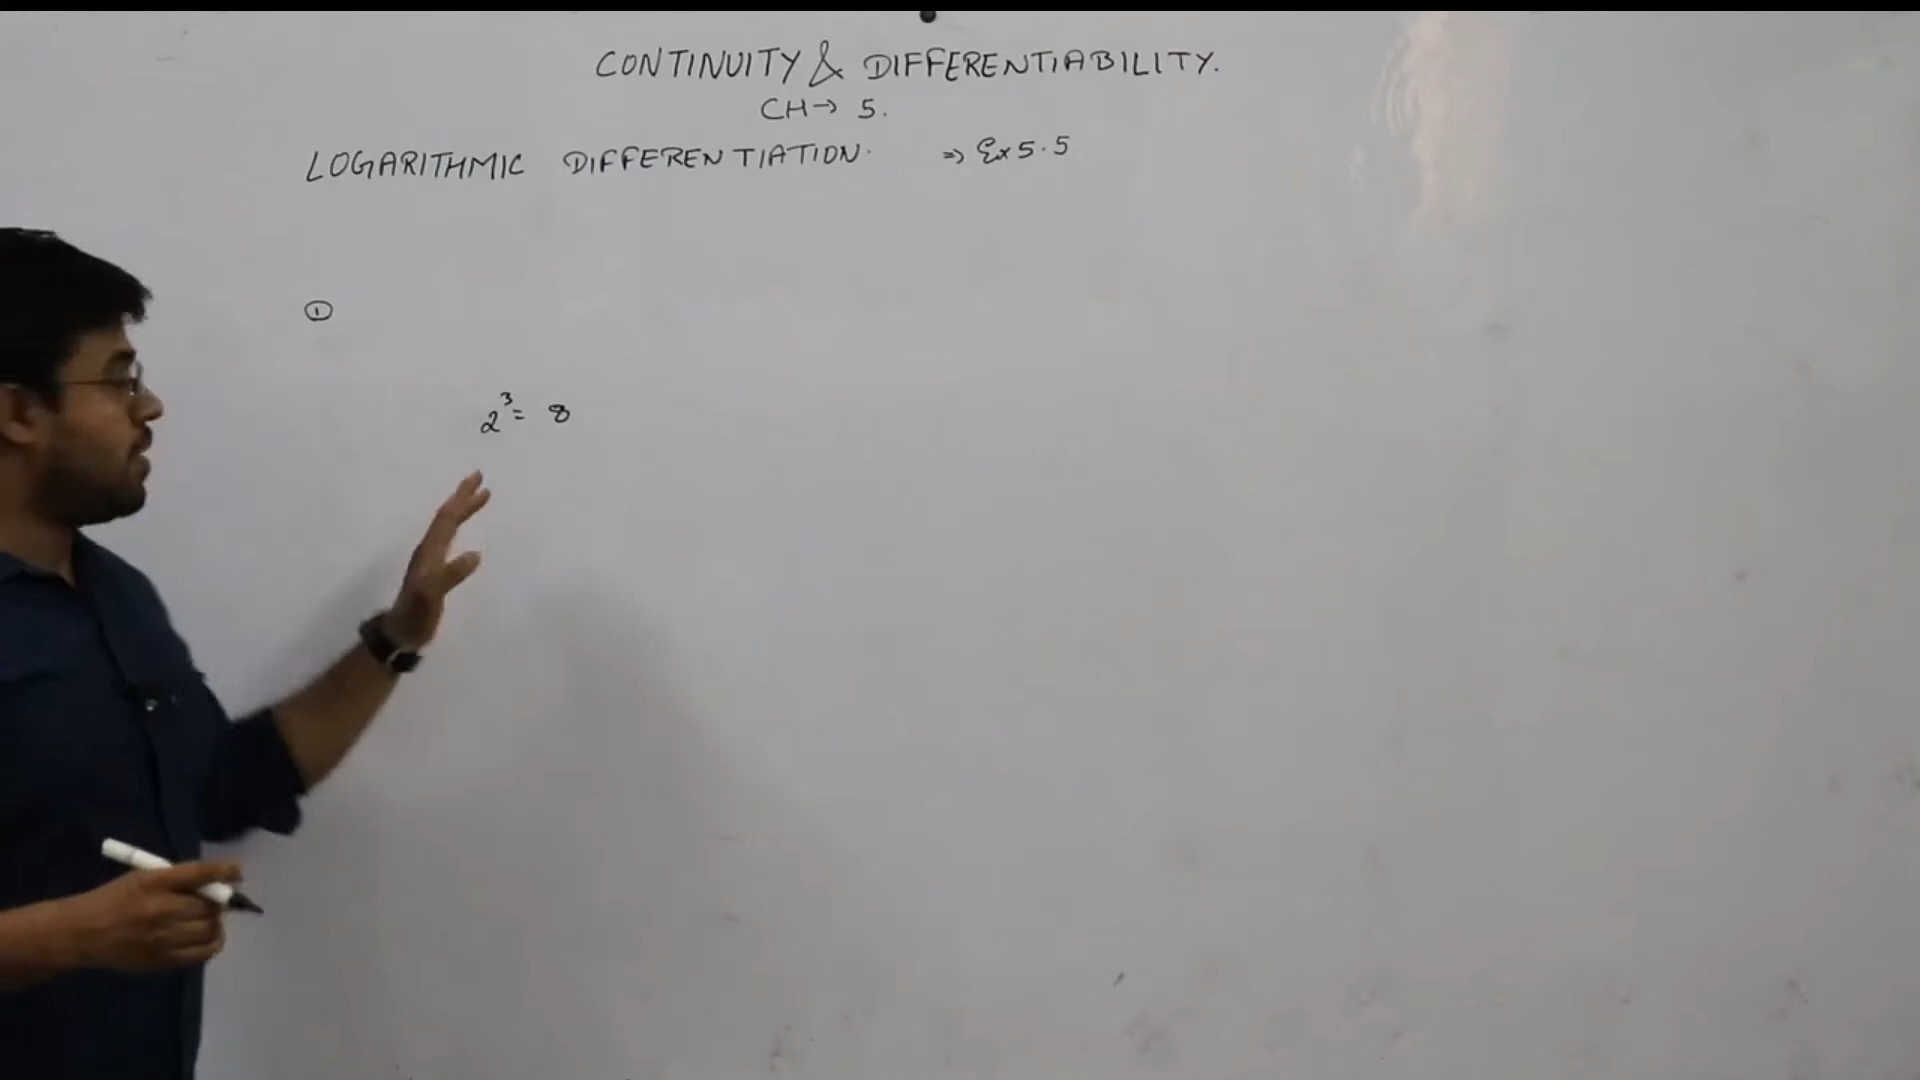 CONTINUITY & DIFFERENTIABILITY.
CH→ 5.
LOGARITHMIC DIFFERENTIATION. ⇒ Ex 5.5
①
2³ = 8